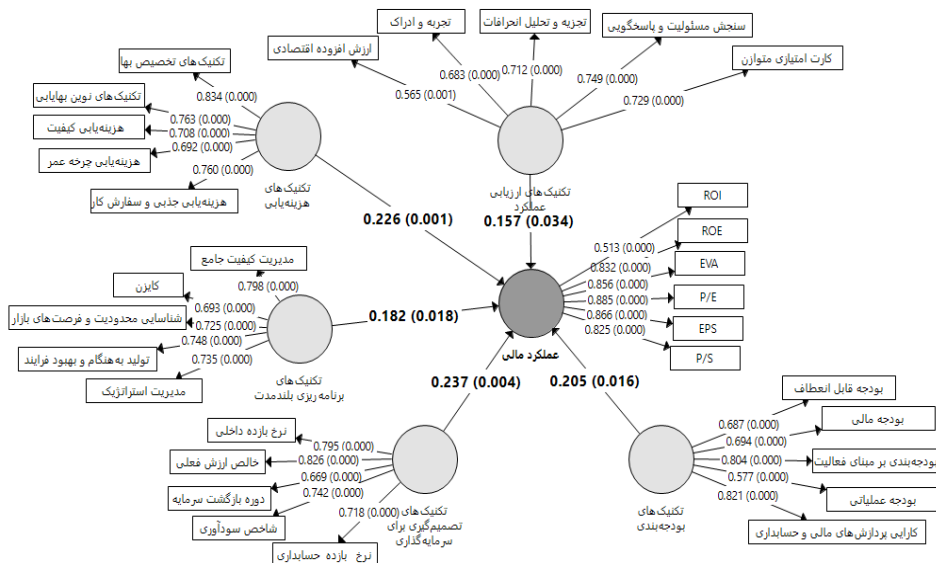 تجربه و ادراک
تجزیه و تحلیل انحرافات
سنجش مسئولیت و پاسخگویی
ارزش افزوده اقتصادی
کارت امتیازی متوازن
0.565 (0.001)
0.683 (0.000)
0.712 (0.000)
0.749 (0.000)
0.729 (0.000)
تکنیک‌های ارزیابی
عملکرد
0.157 (0.034)
تکنیک‌های تخصیص بها
تکنیک‌های نوین بهایابی
هزینه‌یابی کیفیت
هزینه‌یابی چرخه عمر
هزینه‌یابی جذبی و سفارش کار
0.834 (0.000)
0.763 (0.000)
0.708 (0.000)
0.692 (0.000)
0.760 (0.000)
تکنیک‌های
هزینه‌یابی
0.226 (0.001)
ROI
ROE
EVA
P/E
EPS
P/S
0.513 (0.000)
0.832 (0.000)
0.856 (0.000)
0.885 (0.000)
0.866 (0.000)
0.825 (0.000)
عملکرد مالی
مدیریت کیفیت جامع
کایزن
شناسایی محدودیت و فرصت‌های بازار
تولید به‌هنگام و بهبود فرایند
مدیریت استراتژیک
0.798 (0.000)
0.693 (0.000)
0.725 (0.000)
0.748 (0.000)
0.735 (0.000)
تکنیک‌های
برنامه ریزی بلندمدت
0.182 (0.018)
0.237 (0.004)
0.205 (0.016)
نرخ بازده داخلی
خالص ارزش فعلی
دوره بازگشت سرمایه
شاخص سودآوری
نرخ بازده حسابداری
0.795 (0.000)
0.826 (0.000)
0.669 (0.000)
0.742 (0.000)
0.718 (0.000)
تکنیک‌های
تصمیم‌گیری برای
سرمایه‌گذاری
بودجه قابل انعطاف
بودجه مالی
بودجه‌بندی بر مبنای فعالیت
بودجه عملیاتی
کارایی پردازش‌های مالی و حسابداری
0.687 (0.000)
0.694 (0.000)
0.804 (0.000)
0.577 (0.000)
0.821 (0.000)
تکنیک‌های
بودجه‌بندی